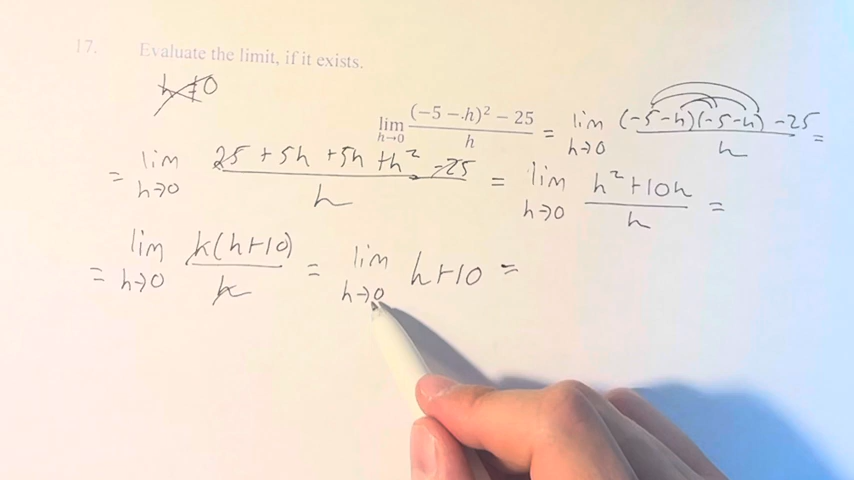 17. Evaluate the limit, if it exists.
h≠0
lim h→0 (-5 - h)² - 25 / h = lim h→0 (-5-h)(-5-h) -25 / h =
= lim h→0 25 + 5h + 5h + h² - 25 / h = lim h→0 h² + 10h / h =
= lim h→0 h(h+10) / h = lim h→0 h+10 =